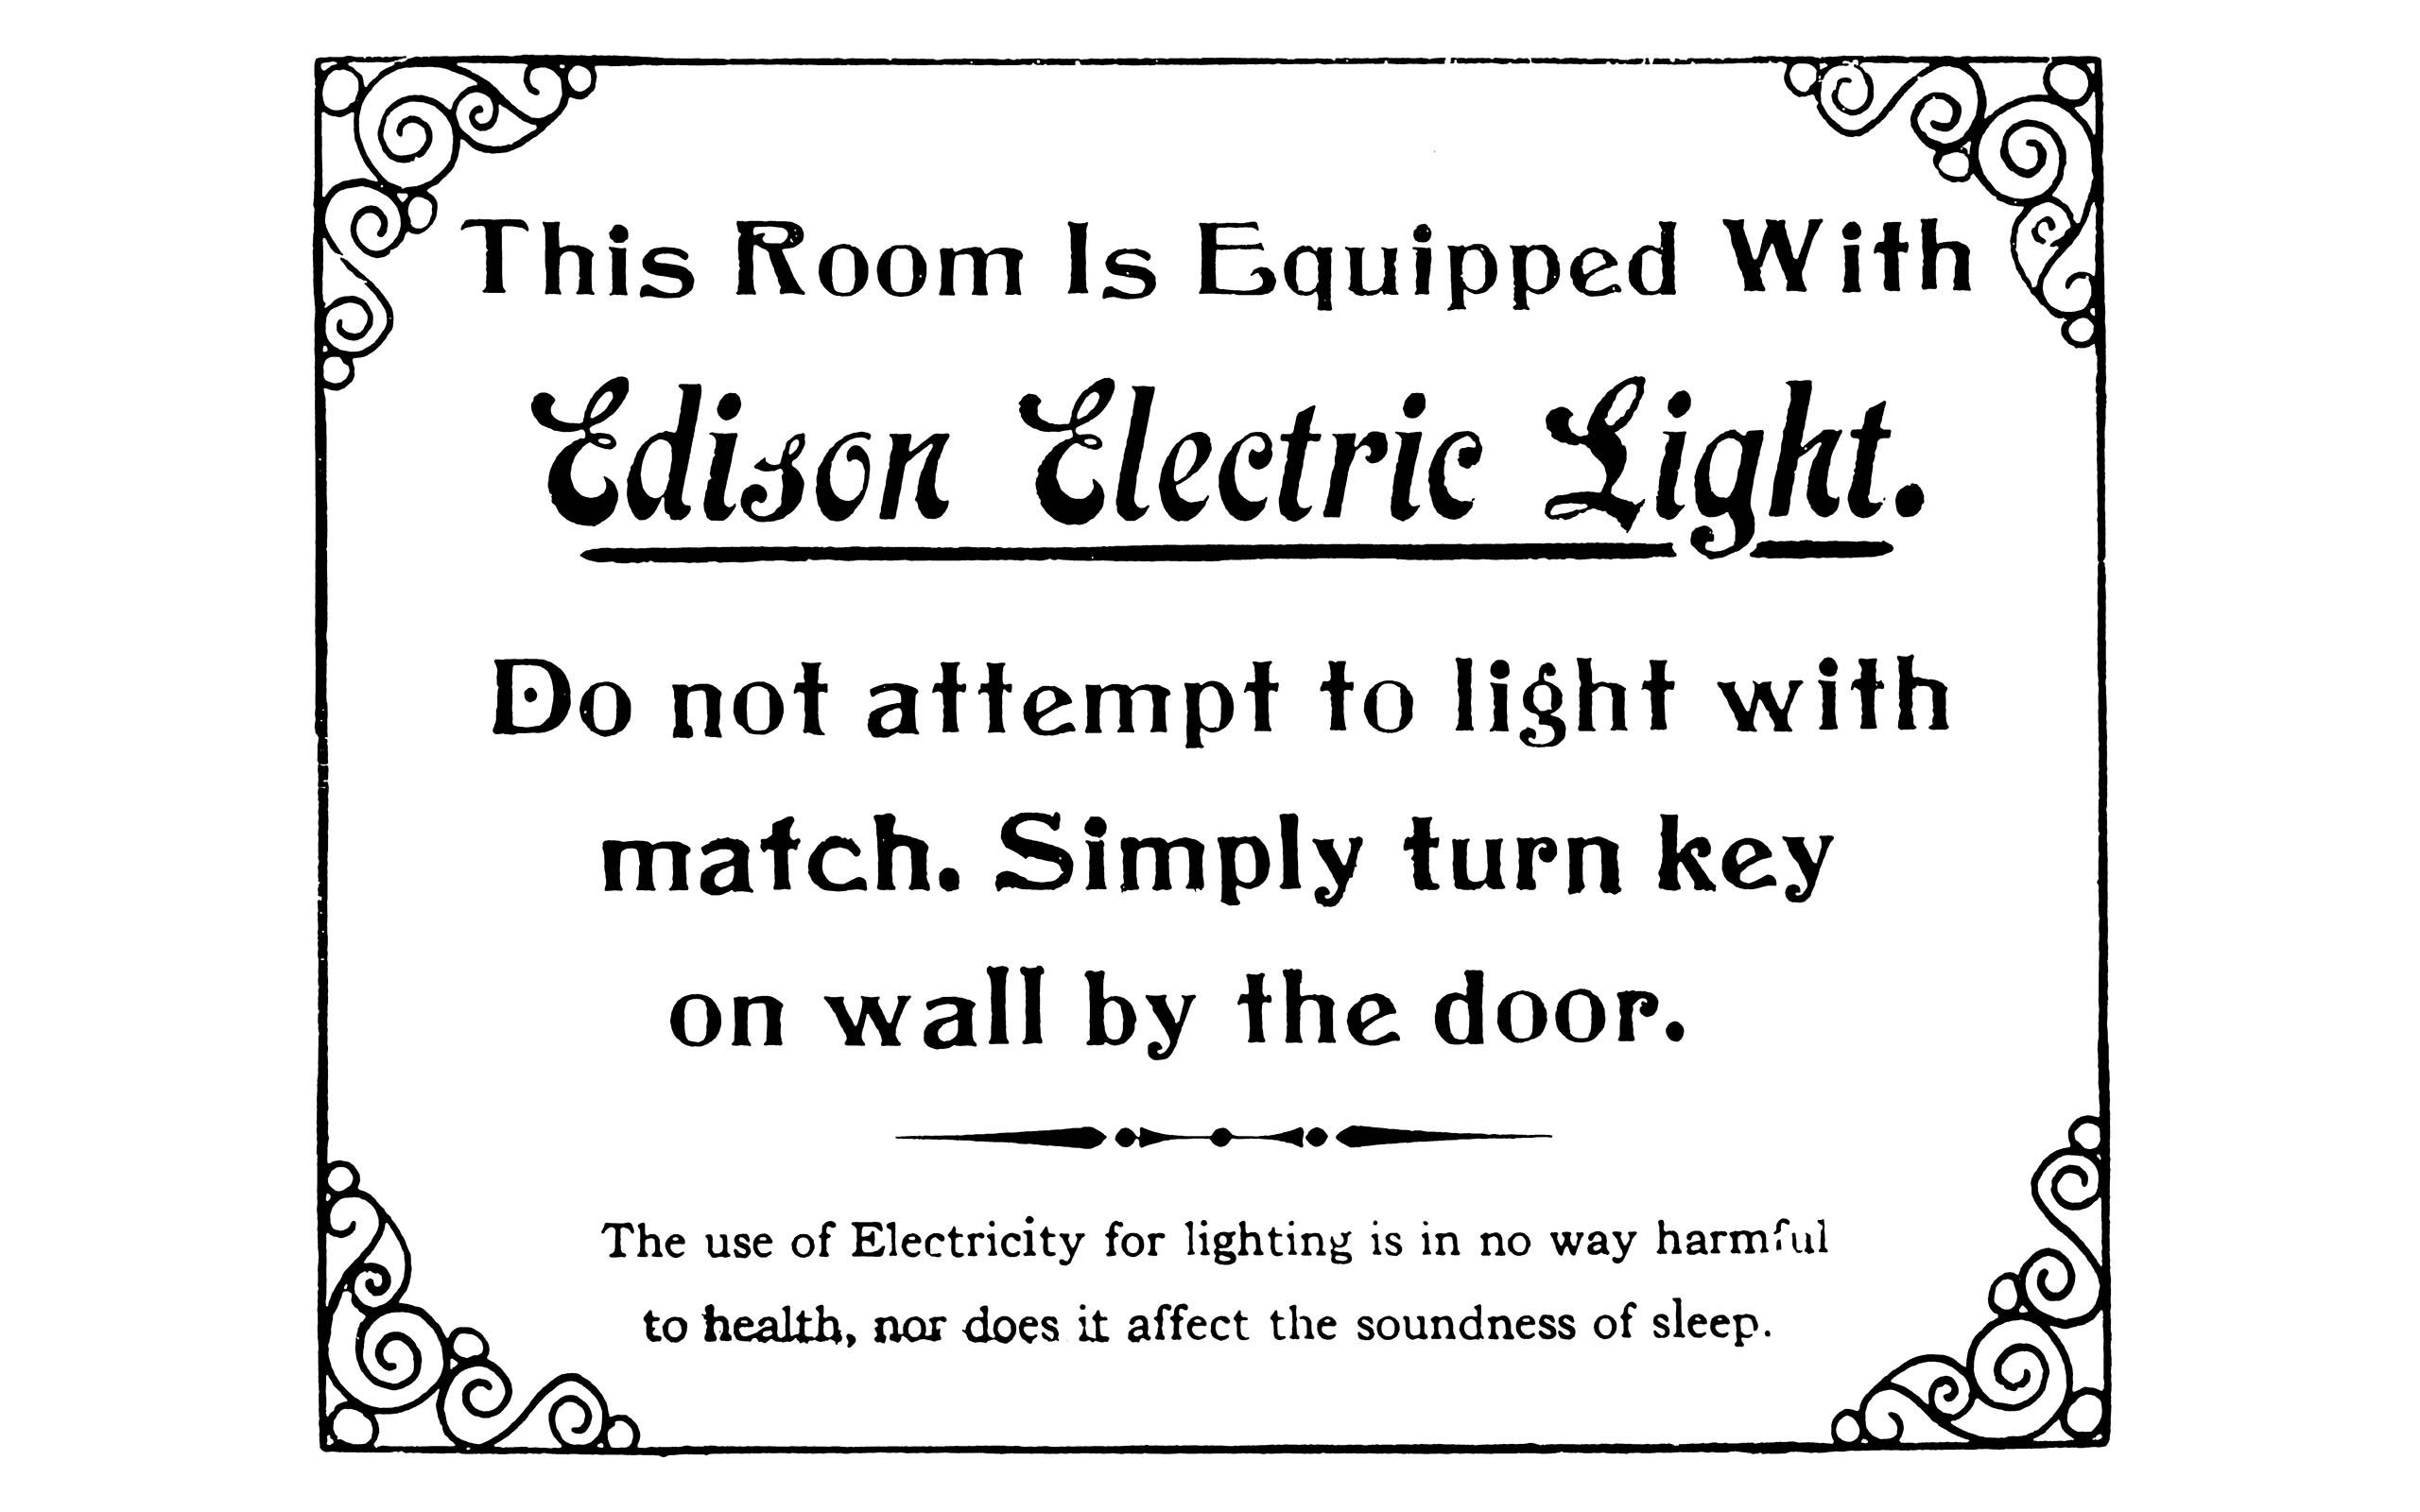 This Room Is Equipped With
Edison Electric Light.
Do not attempt to light with
match. Simply turn key
on wall by the door.
The use of Electricity for lighting is in no way harmful
to health, nor does it affect the soundness of sleep.